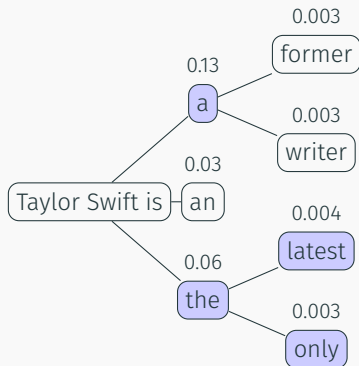 0.003
former
0.13
a
0.003
writer
0.03
Taylor Swift is
an
0.004
latest
0.06
the
0.003
only